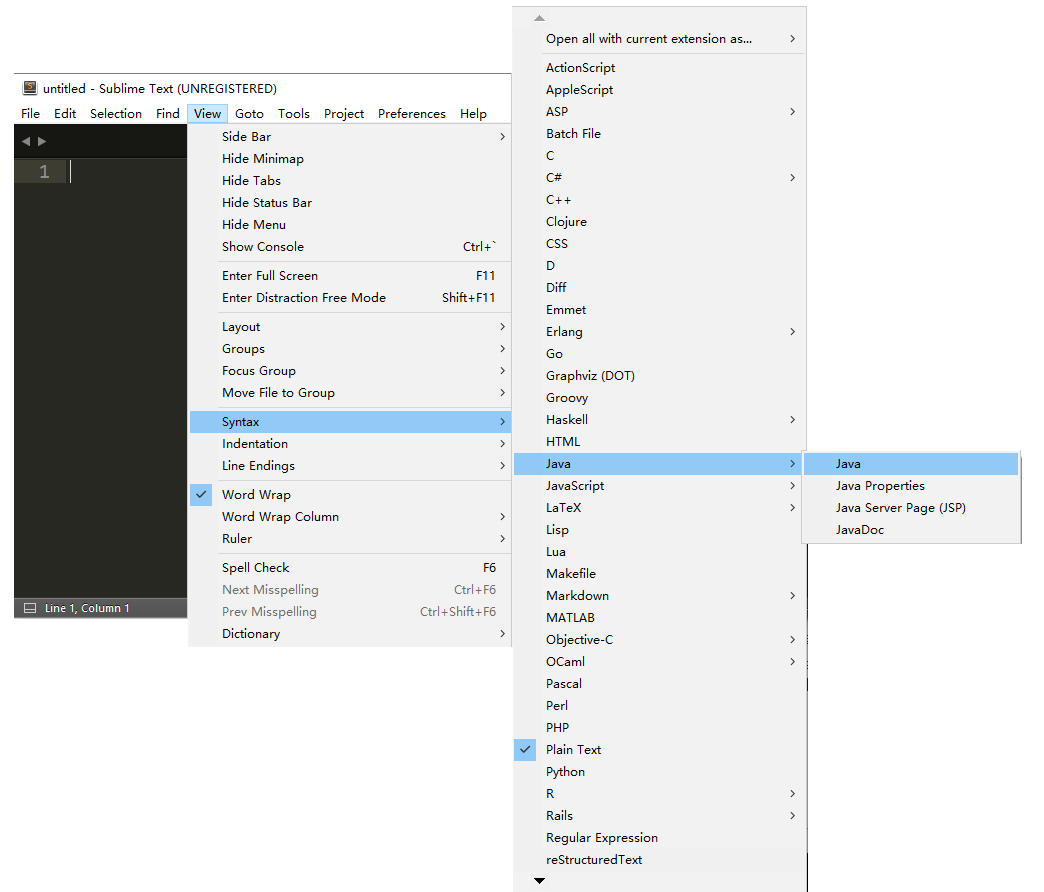 untitled - Sublime Text (UNREGISTERED)
File Edit Selection Find View Goto Tools Project Preferences Help
1
Line 1, Column 1
Side Bar
Hide Minimap
Hide Tabs
Hide Status Bar
Hide Menu
Show Console Ctrl+`
Enter Full Screen F11
Enter Distraction Free Mode Shift+F11
Layout
Groups
Focus Group
Move File to Group
Syntax
Indentation
Line Endings
Word Wrap
Word Wrap Column
Ruler
Spell Check F6
Next Misspelling Ctrl+F6
Prev Misspelling Ctrl+Shift+F6
Dictionary
Open all with current extension as...
ActionScript
AppleScript
ASP
Batch File
C
C#
C++
Clojure
CSS
D
Diff
Emmet
Erlang
Go
Graphviz (DOT)
Groovy
Haskell
HTML
Java
JavaScript
LaTeX
Lisp
Lua
Makefile
Markdown
MATLAB
Objective-C
OCaml
Pascal
Perl
PHP
Plain Text
Python
R
Rails
Regular Expression
reStructuredText
Java
Java Properties
Java Server Page (JSP)
JavaDoc